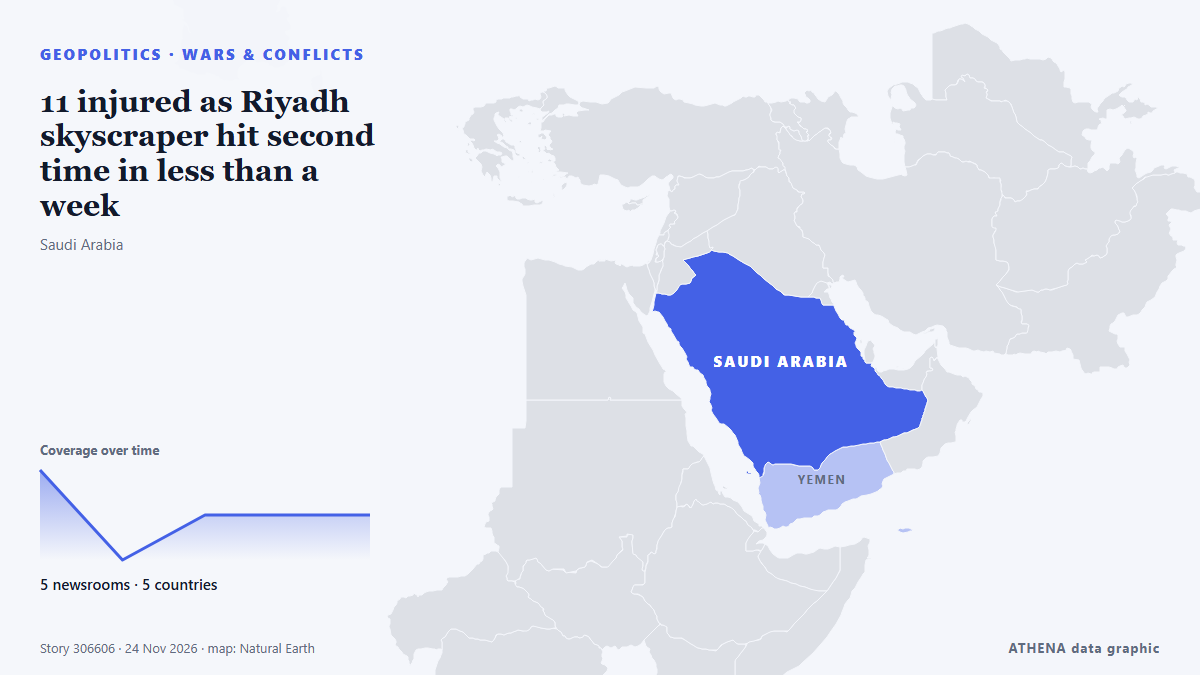 GEOPOLITICS · WARS & CONFLICTS
11 injured as Riyadh
skyscraper hit second
time in less than a
week
Saudi Arabia
SAUDI ARABIA
YEMEN
Coverage over time
5 newsrooms · 5 countries
Story 306606 · 24 Nov 2026 · map: Natural Earth
ATHENA data graphic